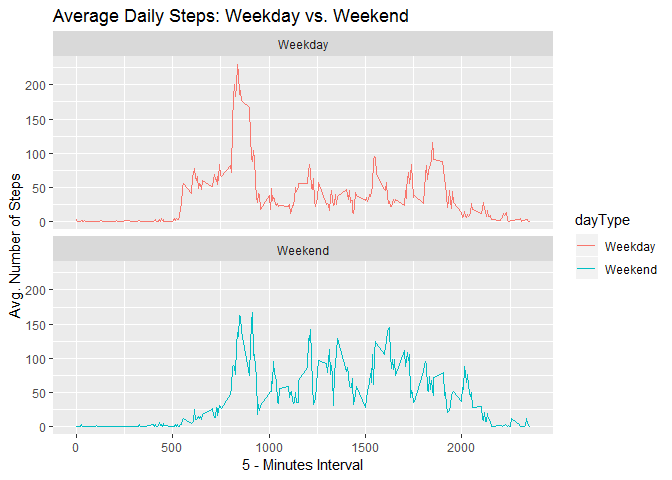 Average Daily Steps: Weekday vs. Weekend
Weekday
200
150
100
50
0
Weekend
200
150
100
50
0
0 500 1000 1500 2000
5 - Minutes Interval
Avg. Number of Steps
dayType
Weekday
Weekend